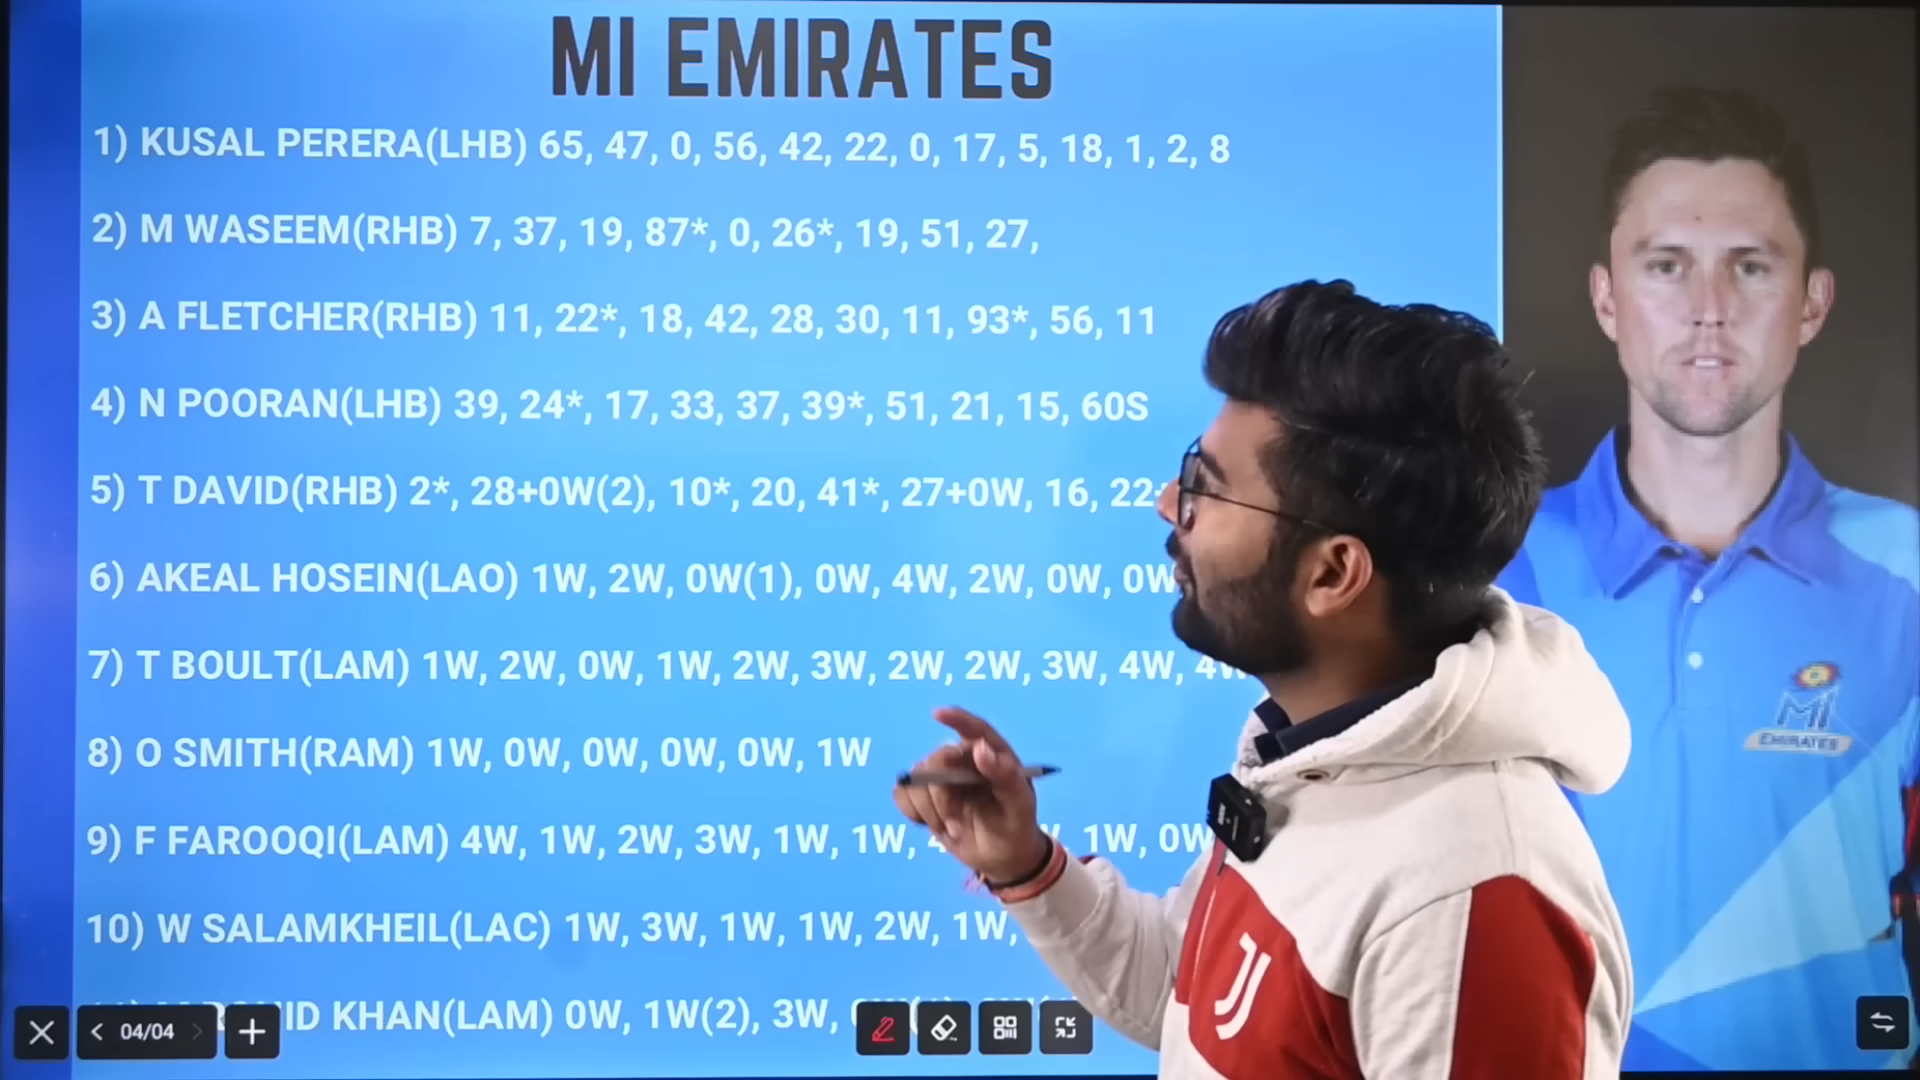 MI EMIRATES
1) KUSAL PERERA(LHB) 65, 47, 0, 56, 42, 22, 0, 17, 5, 18, 1, 2, 8
2) M WASEEM(RHB) 7, 37, 19, 87*, 0, 26*, 19, 51, 27,
3) A FLETCHER(RHB) 11, 22*, 18, 42, 28, 30, 11, 93*, 56, 11
4) N POORAN(LHB) 39, 24*, 17, 33, 37, 39*, 51, 21, 15, 60S
5) T DAVID(RHB) 2*, 28+0W(2), 10*, 20, 41*, 27+0W, 16, 22
6) AKEAL HOSEIN(LAO) 1W, 2W, 0W(1), 0W, 4W, 2W, 0W, 0W
7) T BOULT(LAM) 1W, 2W, 0W, 1W, 2W, 3W, 2W, 2W, 3W, 4W, 4W
8) O SMITH(RAM) 1W, 0W, 0W, 0W, 0W, 1W
9) F FAROOQI(LAM) 4W, 1W, 2W, 3W, 1W, 1W, 1W, 0W
10) W SALAMKHEIL(LAC) 1W, 3W, 1W, 1W, 2W, 1W,
KHAN(LAM) 0W, 1W(2), 3W,
04/04
MI
EMIRATES